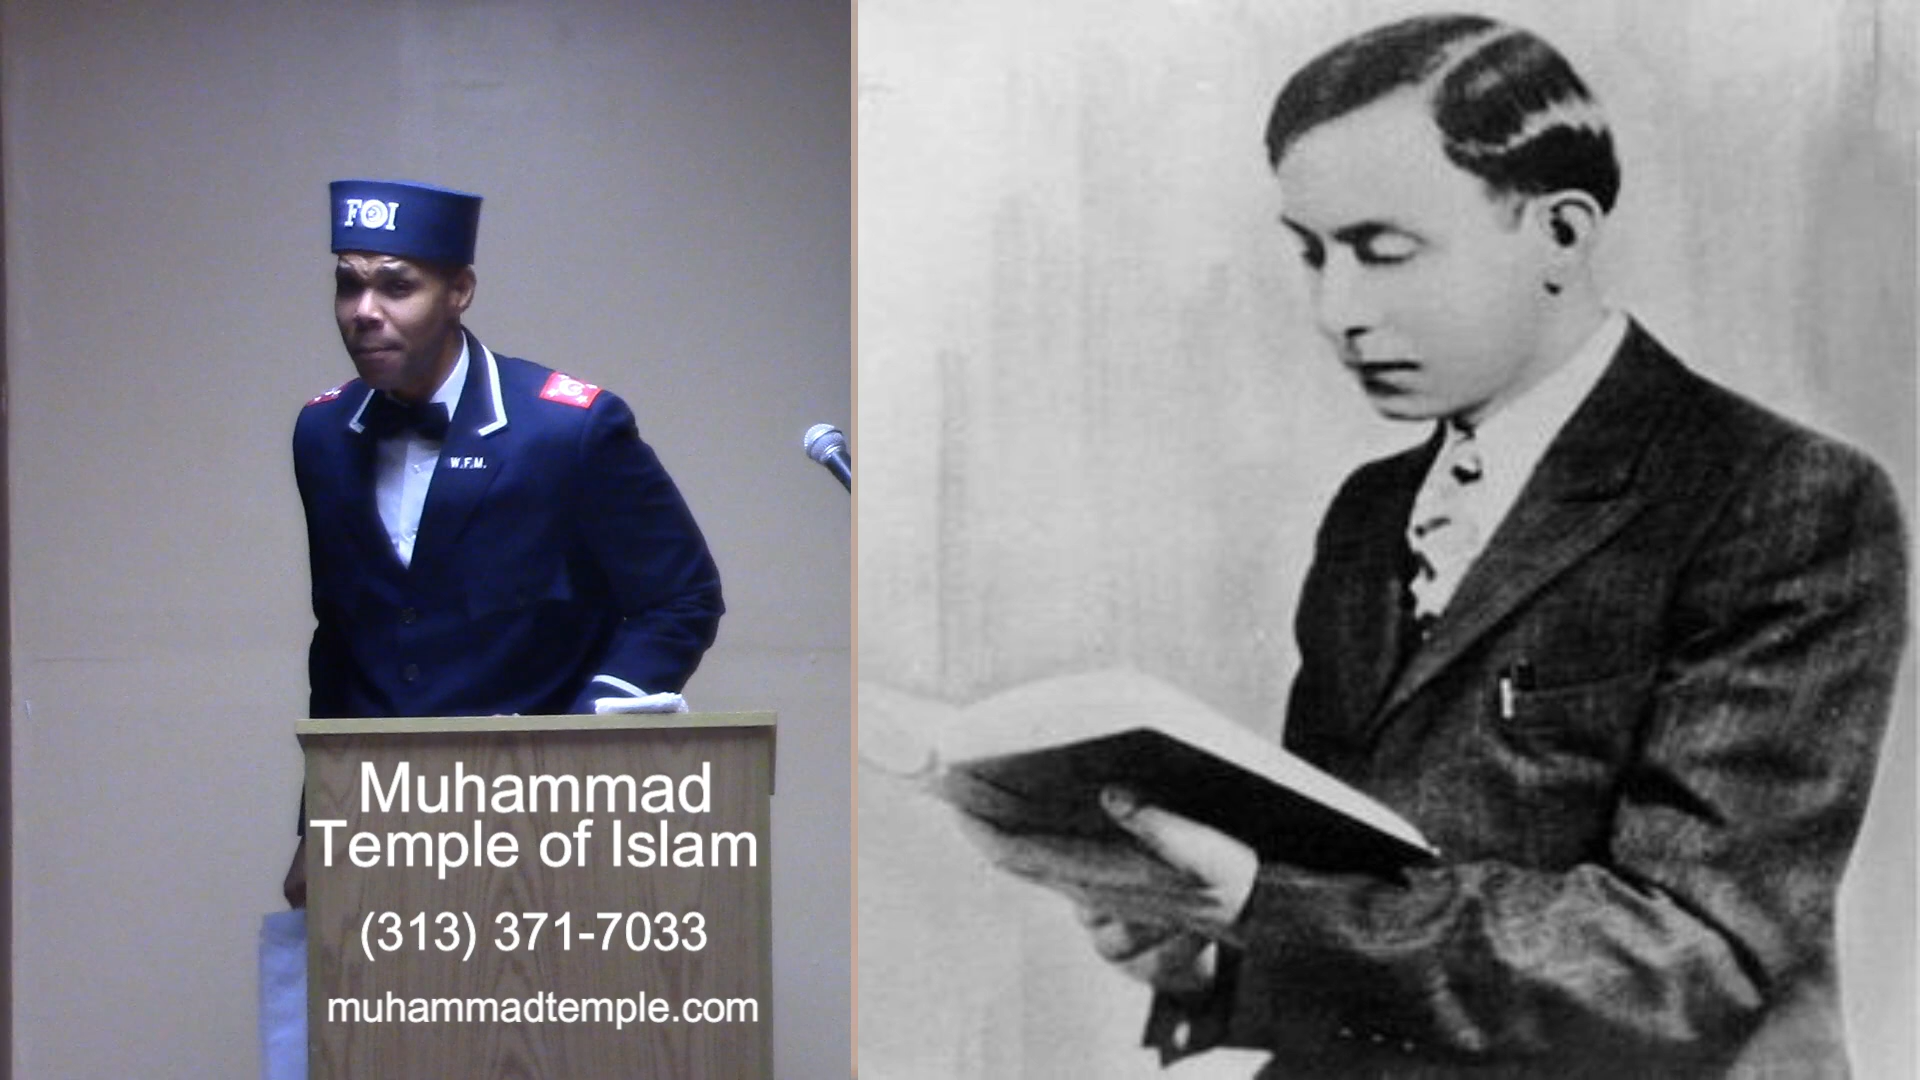 FOI
W.F.M.
Muhammad
Temple of Islam
(313) 371-7033
muhammadtemple.com